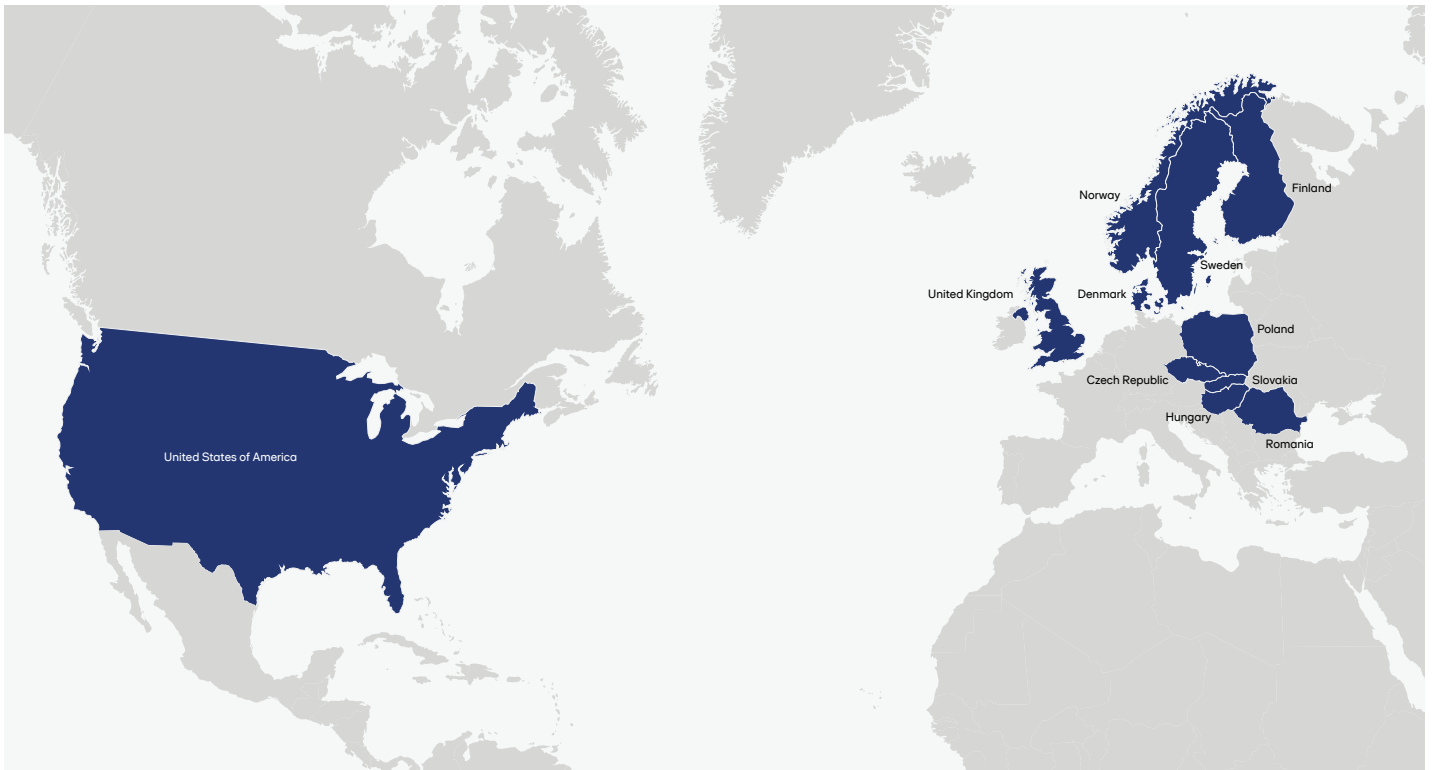 Norway
Finland
Sweden
United Kingdom
Denmark
Poland
Czech Republic
Slovakia
Hungary
Romania
United States of America